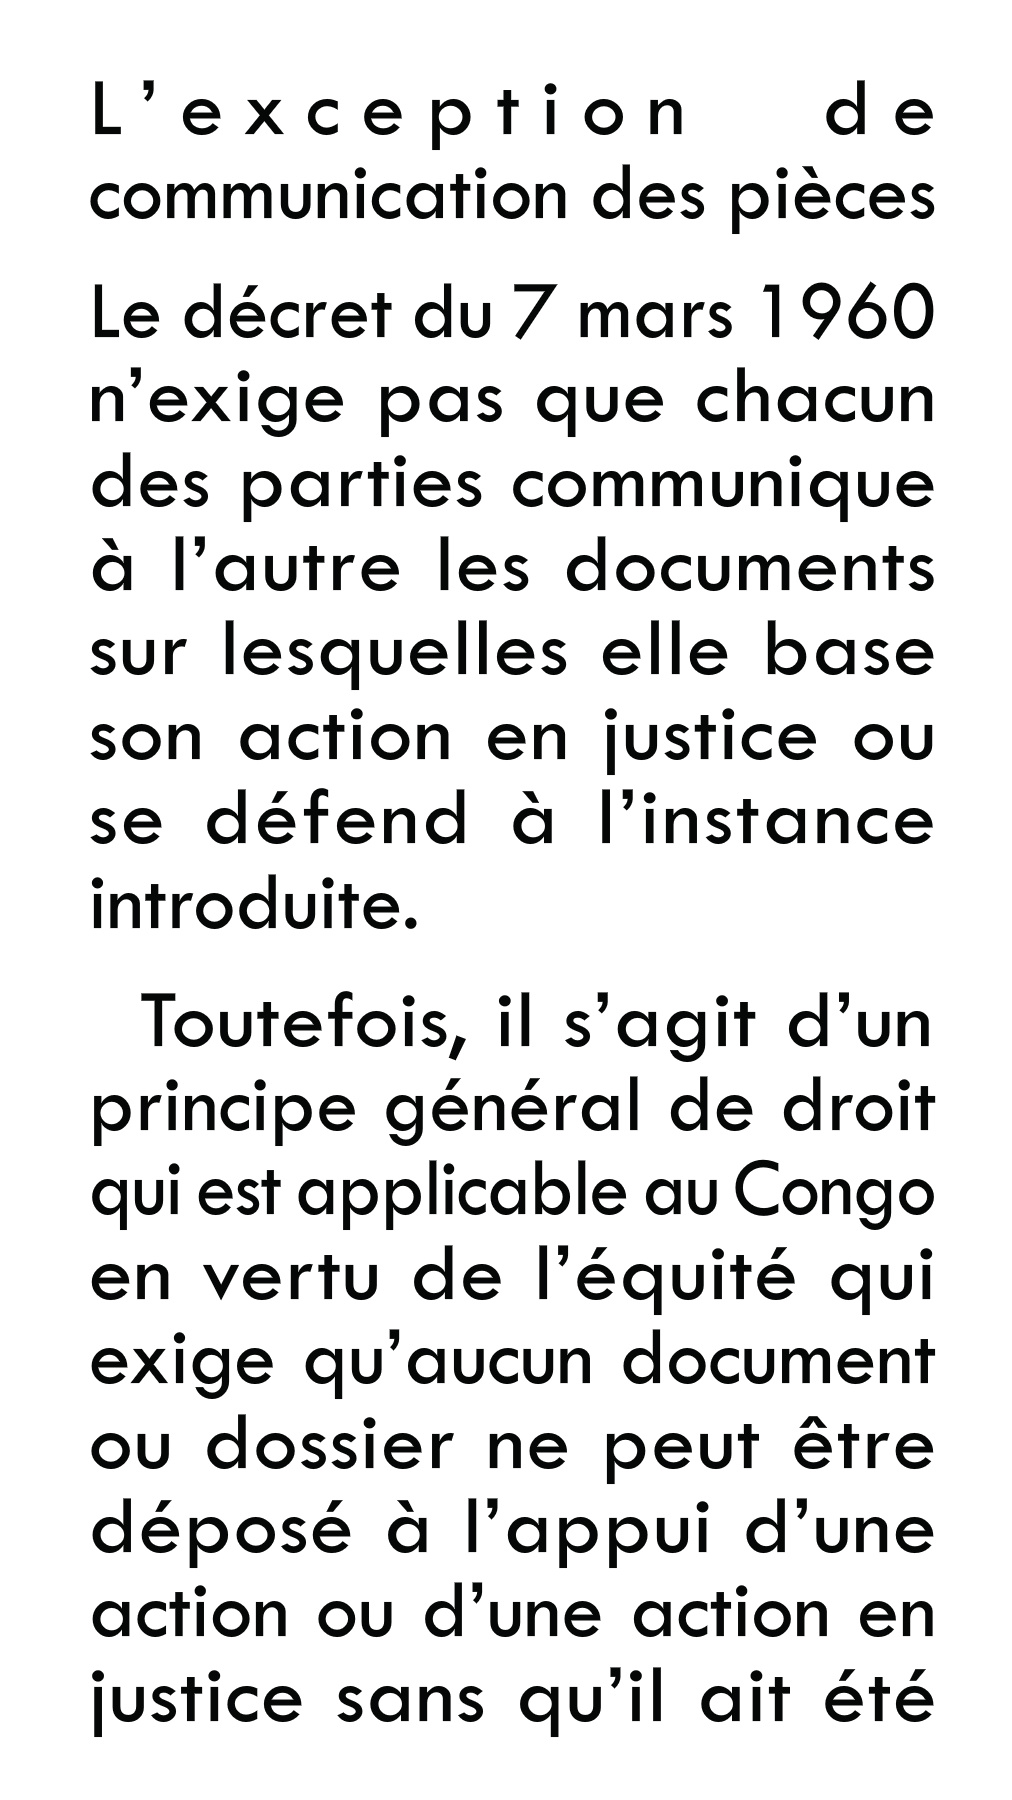 L’exception de
communication des pièces
Le décret du 7 mars 1960
n’exige pas que chacun
des parties communique
à l’autre les documents
sur lesquelles elle base
son action en justice ou
se défend à l’instance
introduite.
Toutefois, il s’agit d’un
principe général de droit
qui est applicable au Congo
en vertu de l’équité qui
exige qu’aucun document
ou dossier ne peut être
déposé à l’appui d’une
action ou d’une action en
justice sans qu’il ait été